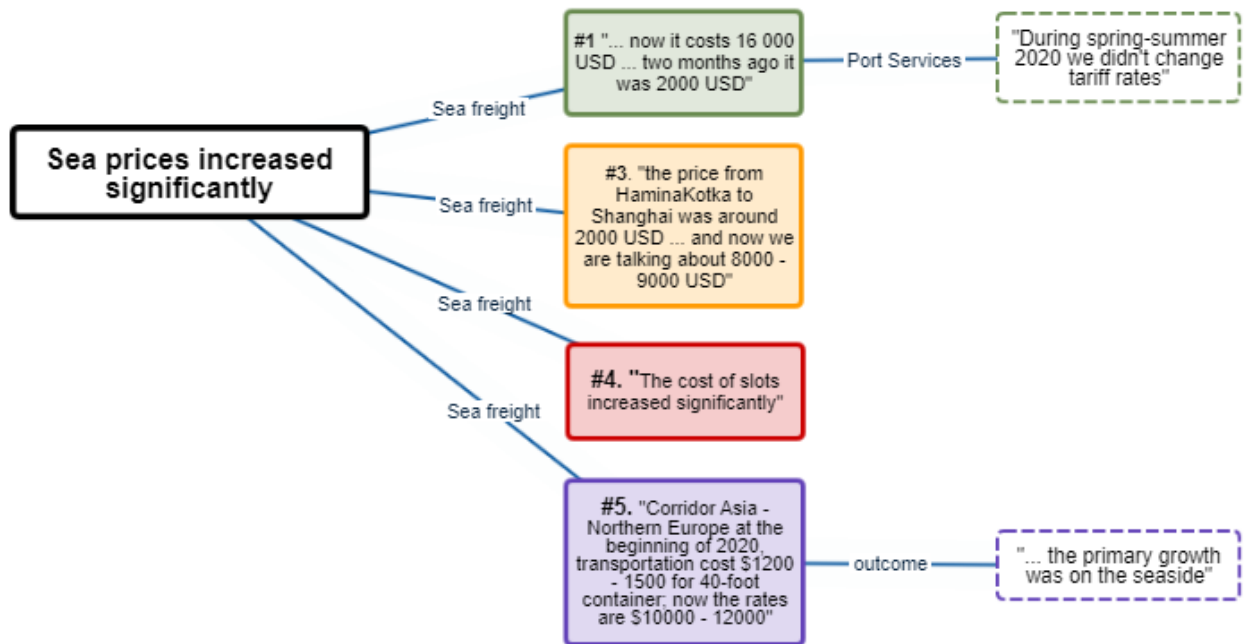 Sea prices increased
significantly
Sea freight
#1 "... now it costs 16 000
USD ... two months ago it
was 2000 USD"
Port Services
"During spring-summer
2020 we didn't change
tariff rates"
Sea freight
#3. "the price from
HaminaKotka to
Shanghai was around
2000 USD ... and now we
are talking about 8000 -
9000 USD"
Sea freight
#4. "The cost of slots
increased significantly"
Sea freight
#5. "Corridor Asia -
Northern Europe at the
beginning of 2020,
transportation cost $1200
- 1500 for 40-foot
container; now the rates
are $10000 - 12000"
outcome
"... the primary growth
was on the seaside"